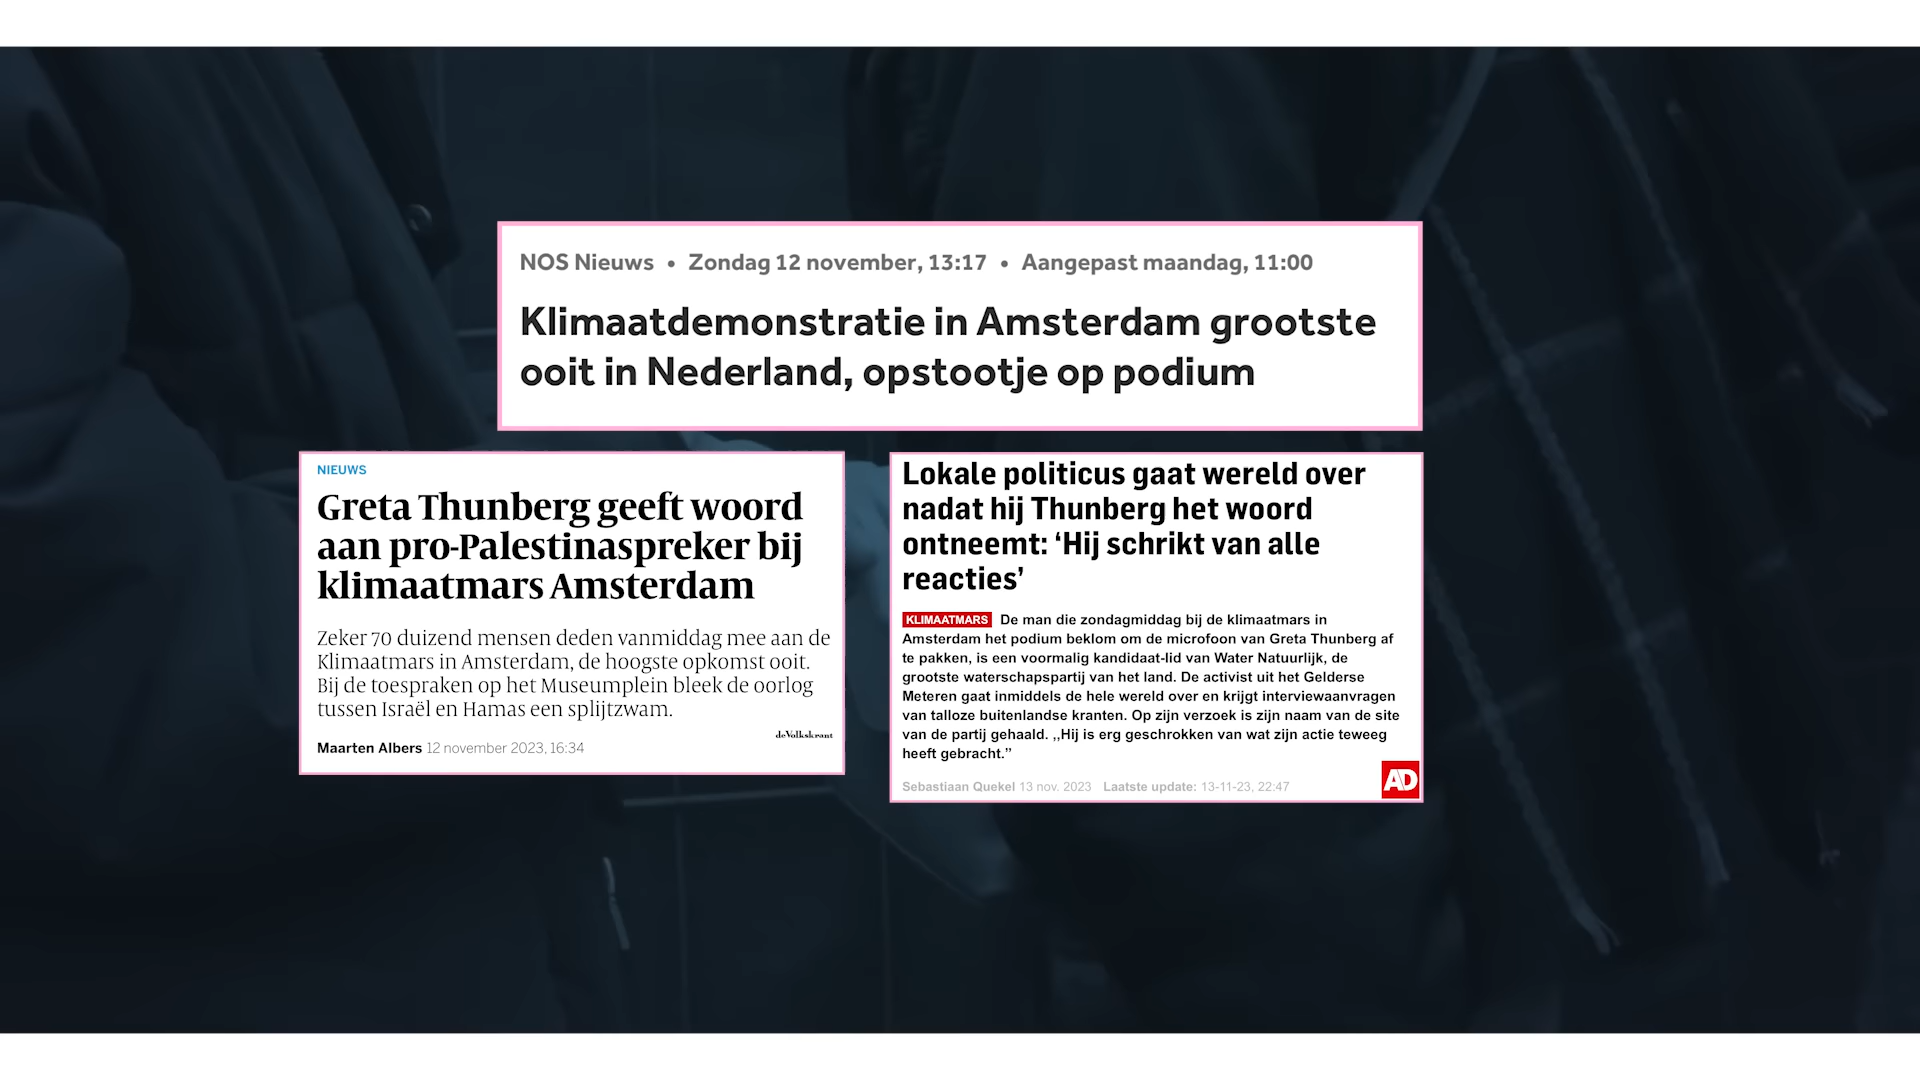 NOS Nieuws • Zondag 12 november, 13:17 • Aangepast maandag, 11:00
Klimaatdemonstratie in Amsterdam grootste
ooit in Nederland, opstootje op podium
NIEUWS
Greta Thunberg geeft woord
aan pro-Palestinaspreker bij
klimaatmars Amsterdam
Zeker 70 duizend mensen deden vanmiddag mee aan de
Klimaatmars in Amsterdam, de hoogste opkomst ooit.
Bij de toespraken op het Museumplein bleek de oorlog
tussen Israël en Hamas een splijtzwam.
de Volkskrant
Maarten Albers 12 november 2023, 16:34
Lokale politicus gaat wereld over
nadat hij Thunberg het woord
ontneemt: ‘Hij schrikt van alle
reacties’
KLIMAATMARS De man die zondagmiddag bij de klimaatmars in
Amsterdam het podium beklom om de microfoon van Greta Thunberg af
te pakken, is een voormalig kandidaat-lid van Water Natuurlijk, de
grootste waterschapspartij van het land. De activist uit het Gelderse
Meteren gaat inmiddels de hele wereld over en krijgt interviewaanvragen
van talloze buitenlandse kranten. Op zijn verzoek is zijn naam van de site
van de partij gehaald. ,,Hij is erg geschrokken van wat zijn actie teweeg
heeft gebracht.’’
Sebastiaan Quekel 13 nov. 2023 Laatste update: 13-11-23, 22:47
AD